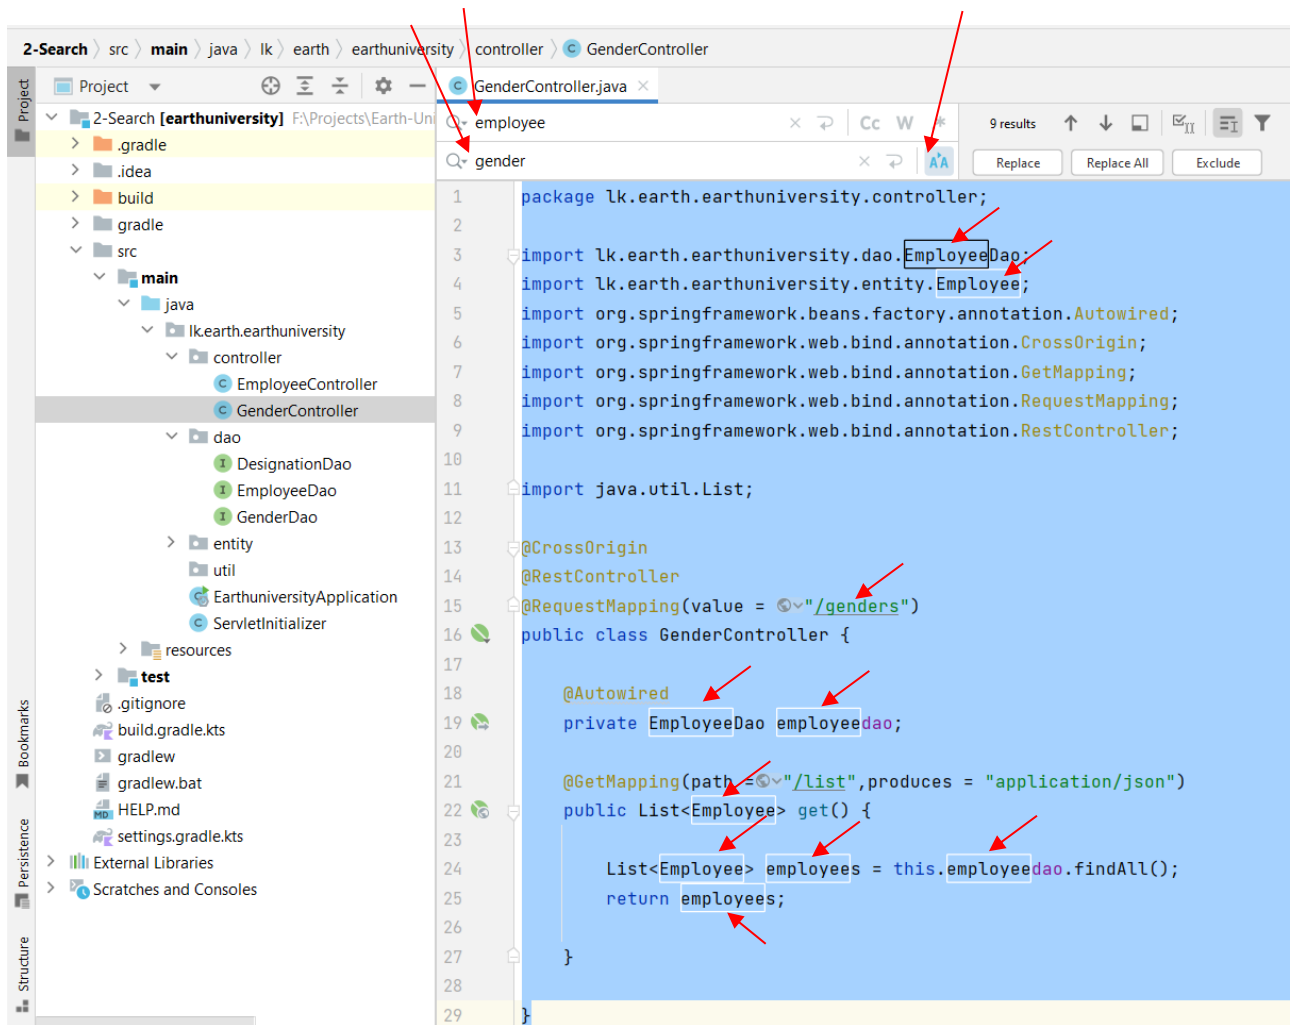 2-Search src main java lk earth earthuniversity controller GenderController
Project
Project
GenderController.java
2-Search [earthuniversity] F:\Projects\Earth-Uni
.gradle
.idea
build
gradle
src
main
java
lk.earth.earthuniversity
controller
EmployeeController
GenderController
dao
DesignationDao
EmployeeDao
GenderDao
entity
util
EarthuniversityApplication
ServletInitializer
resources
test
.gitignore
build.gradle.kts
gradlew
gradlew.bat
HELP.md
settings.gradle.kts
External Libraries
Scratches and Consoles
Bookmarks
Persistence
Structure
employee Cc W * 9 results
gender Replace Replace All Exclude
1 package lk.earth.earthuniversity.controller;
2
3 import lk.earth.earthuniversity.dao.EmployeeDao;
4 import lk.earth.earthuniversity.entity.Employee;
5 import org.springframework.beans.factory.annotation.Autowired;
6 import org.springframework.web.bind.annotation.CrossOrigin;
7 import org.springframework.web.bind.annotation.GetMapping;
8 import org.springframework.web.bind.annotation.RequestMapping;
9 import org.springframework.web.bind.annotation.RestController;
10
11 import java.util.List;
12
13 @CrossOrigin
14 @RestController
15 @RequestMapping(value = "/genders")
16 public class GenderController {
17
18 @Autowired
19 private EmployeeDao employeedao;
20
21 @GetMapping(path = "/list",produces = "application/json")
22 public List<Employee> get() {
23
24 List<Employee> employees = this.employeedao.findAll();
25 return employees;
26
27 }
28
29 }